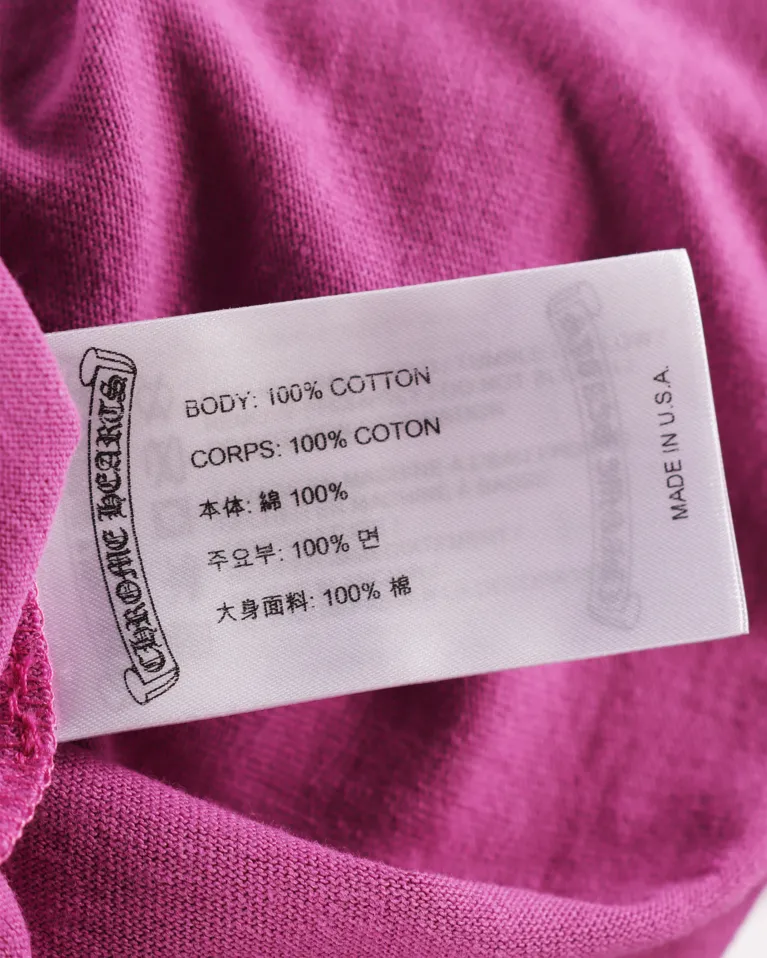 CHROME HEARTS
BODY: 100% COTTON
CORPS: 100% COTON
本体: 綿 100%
주요부: 100% 면
大身面料: 100% 棉
MADE IN U.S.A.